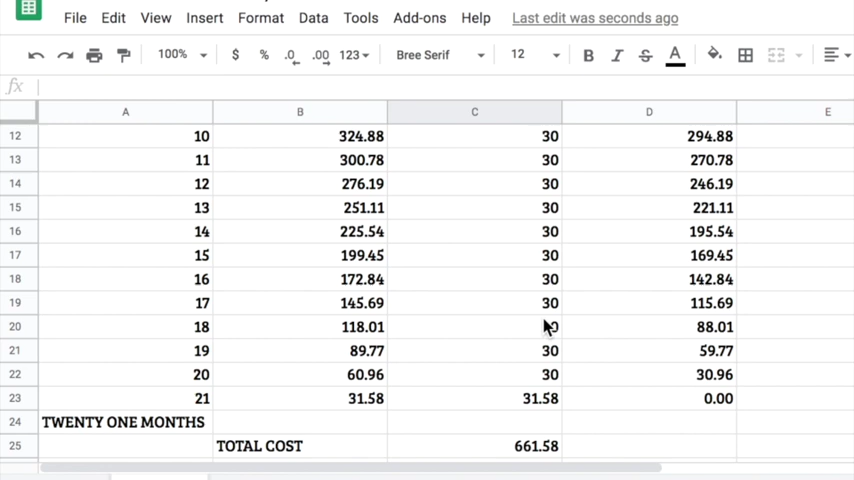 File Edit View Insert Format Data Tools Add-ons Help Last edit was seconds ago
100% $ % .0 .00 123 Bree Serif 12 B I S A
fx
A B C D E
12 10 324.88 30 294.88
13 11 300.78 30 270.78
14 12 276.19 30 246.19
15 13 251.11 30 221.11
16 14 225.54 30 195.54
17 15 199.45 30 169.45
18 16 172.84 30 142.84
19 17 145.69 30 115.69
20 18 118.01 88.01
21 19 89.77 30 59.77
22 20 60.96 30 30.96
23 21 31.58 31.58 0.00
24 TWENTY ONE MONTHS
25 TOTAL COST 661.58